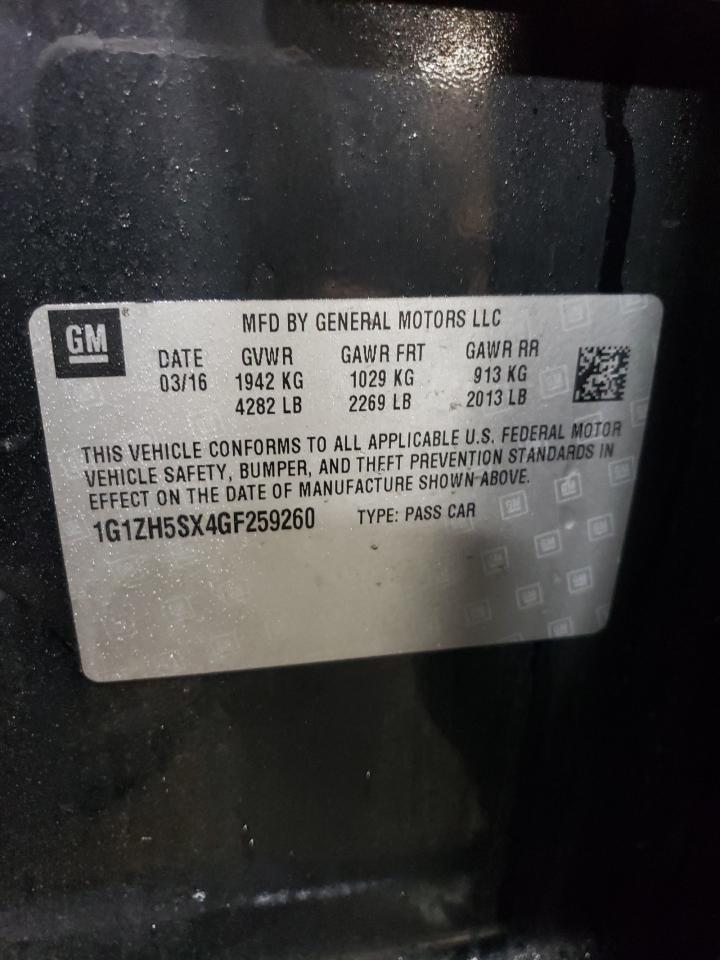 GM®
MFD BY GENERAL MOTORS LLC
DATE GVWR GAWR FRT GAWR RR
03/16 1942 KG 1029 KG 913 KG
4282 LB 2269 LB 2013 LB
THIS VEHICLE CONFORMS TO ALL APPLICABLE U.S. FEDERAL MOTOR
VEHICLE SAFETY, BUMPER, AND THEFT PREVENTION STANDARDS IN
EFFECT ON THE DATE OF MANUFACTURE SHOWN ABOVE.
1G1ZH5SX4GF259260 TYPE: PASS CAR